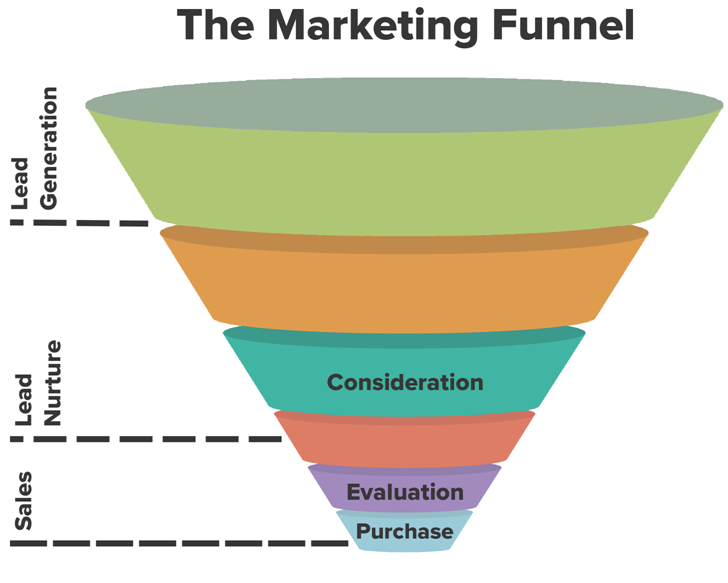 The Marketing Funnel
Lead
Generation
Consideration
Lead
Nurture
Evaluation
Sales
Purchase